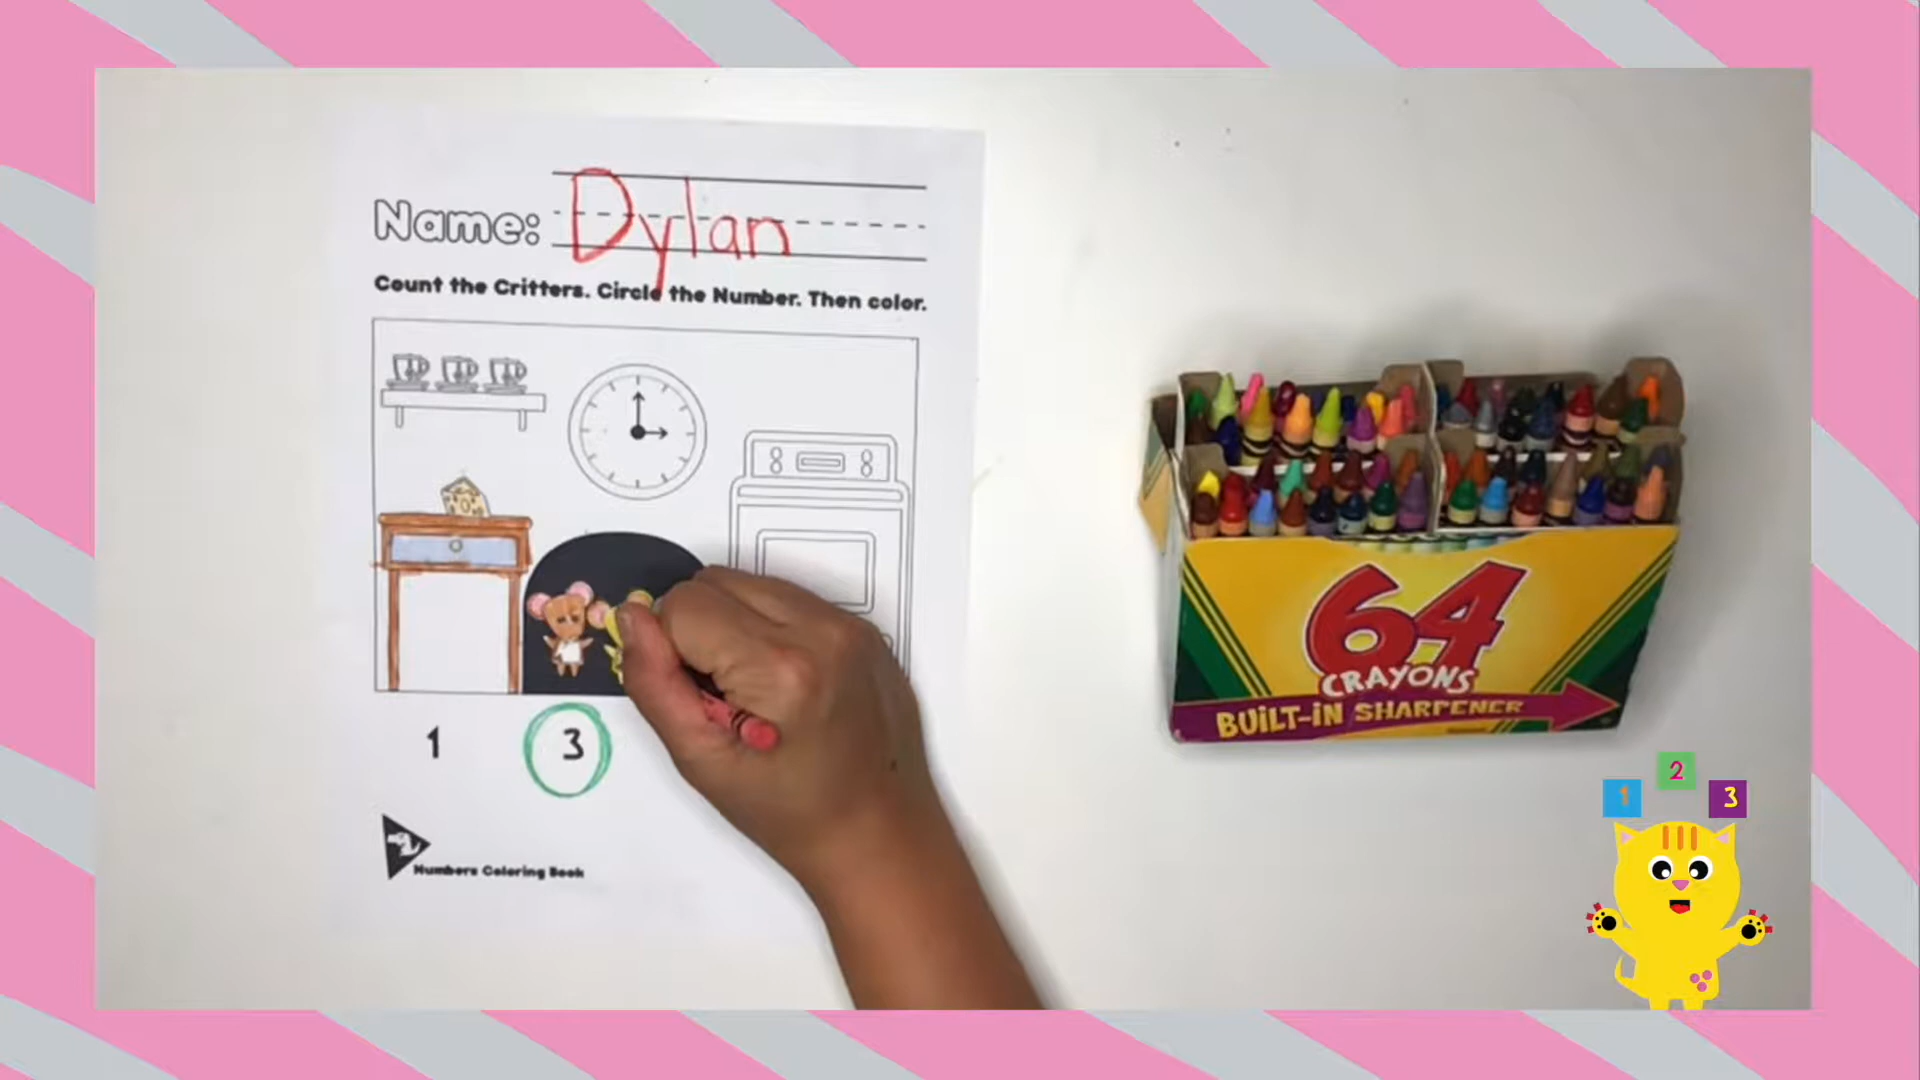 Name: Dylan
Count the Critters. Circle the Number. Then color.
1 3
Numbers Coloring Book
64
CRAYONS
BUiLT-iN SHARPENER
1 2 3